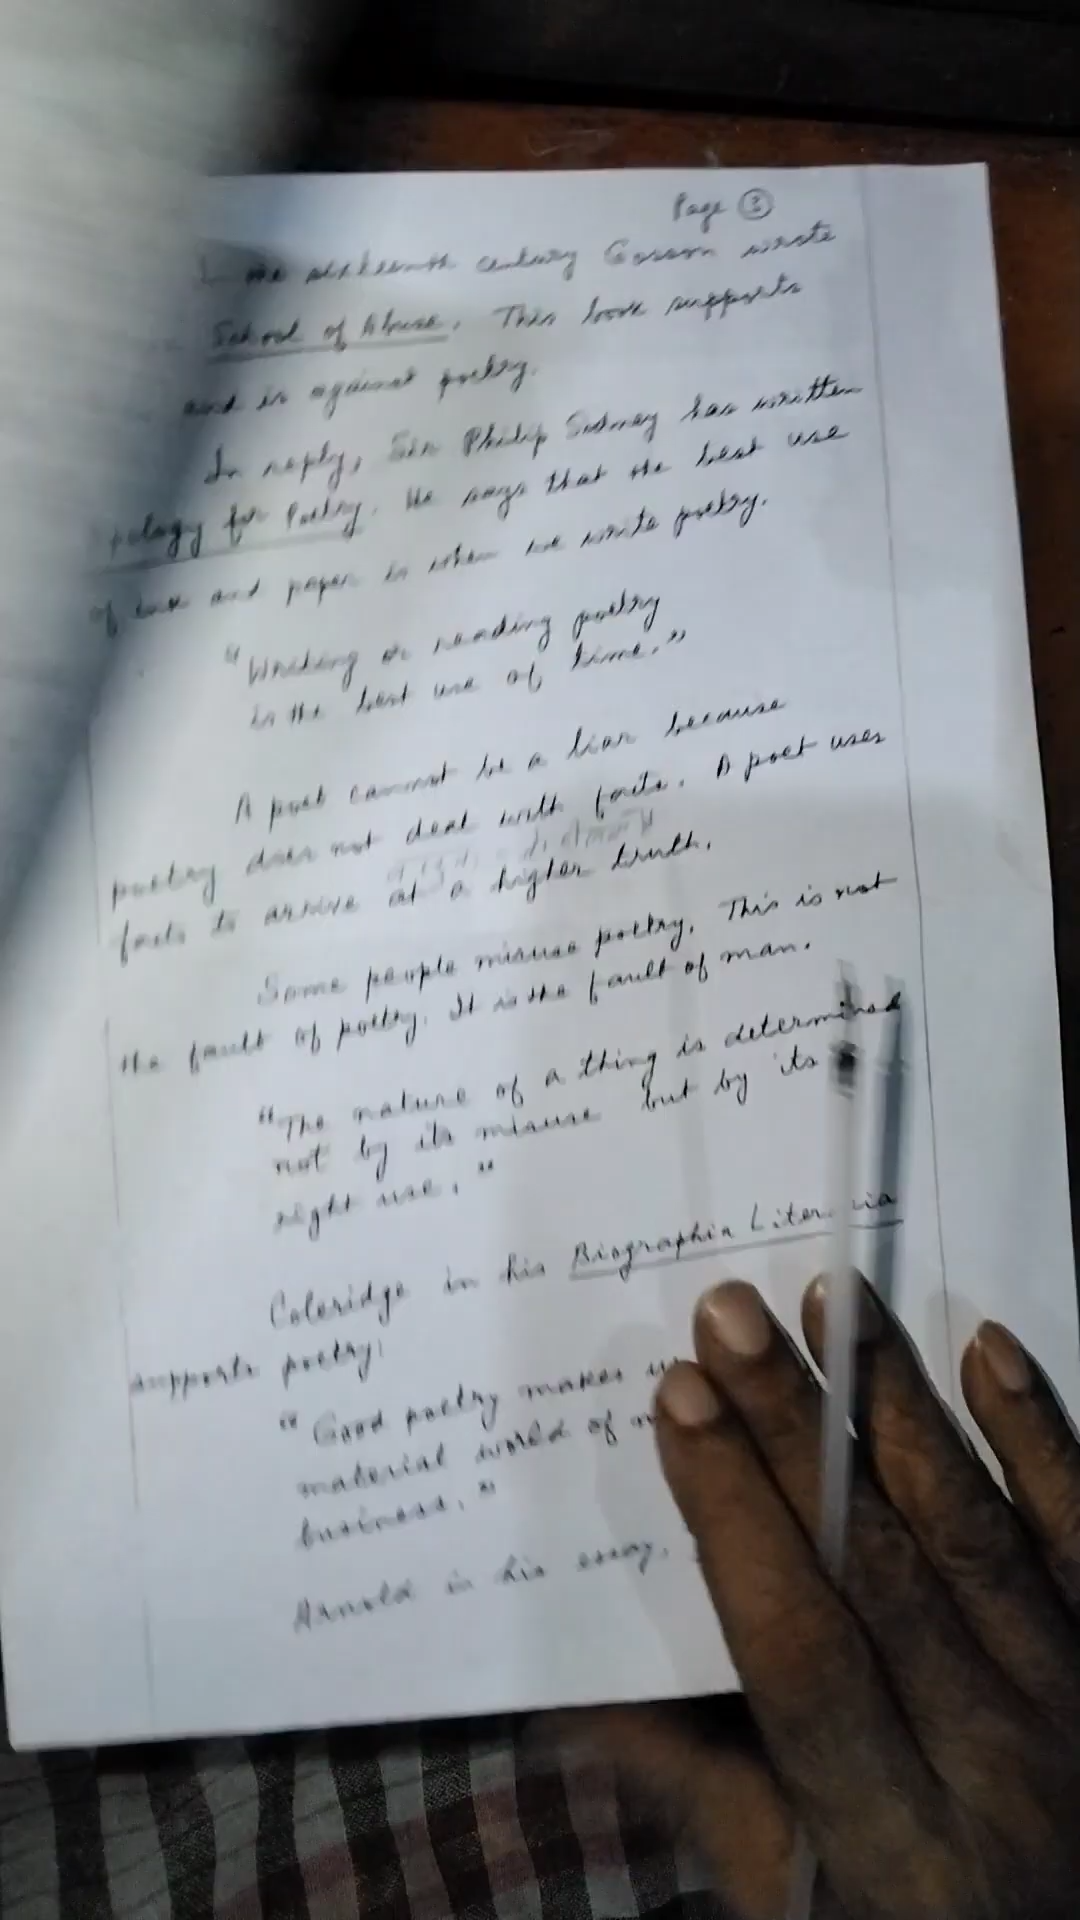 Page ③
the sixteenth century Gosson wrote
School of Abuse. This book supports
and is against poetry.
In reply, Sir Philip Sidney has written
pology for Poetry. He says that the best use
of ink and paper is when we write poetry.
"Writing or reading poetry
is the best use of time."
A poet cannot be a liar because
poetry does not deal with facts. A poet uses
facts to arrive at a higher truth.
Some people misuse poetry. This is not
the fault of poetry. It is the fault of man.
"The nature of a thing is determined
not by its misuse but by its
right use."
Coleridge in his Biographia Literaria
supports poetry:
"Good poetry makes
material world of
business."
Arnold in his essay,